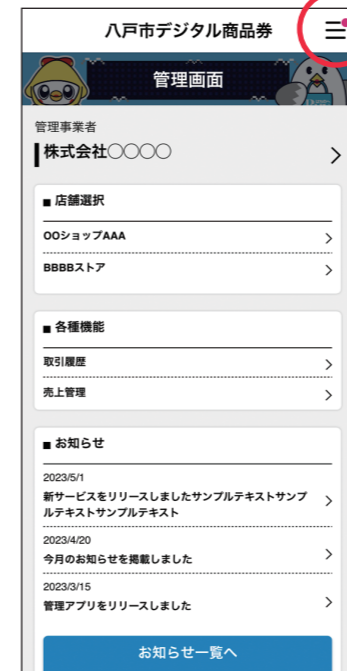 八戸市デジタル商品券
管理画面
管理事業者
株式会社〇〇〇〇
■ 店舗選択
OOショップAAA
BBBBストア
■ 各種機能
取引履歴
売上管理
■ お知らせ
2023/5/1
新サービスをリリースしましたサンプルテキストサンプ
ルテキストサンプルテキスト
2023/4/20
今月のお知らせを掲載しました
2023/3/15
管理アプリをリリースしました
お知らせ一覧へ